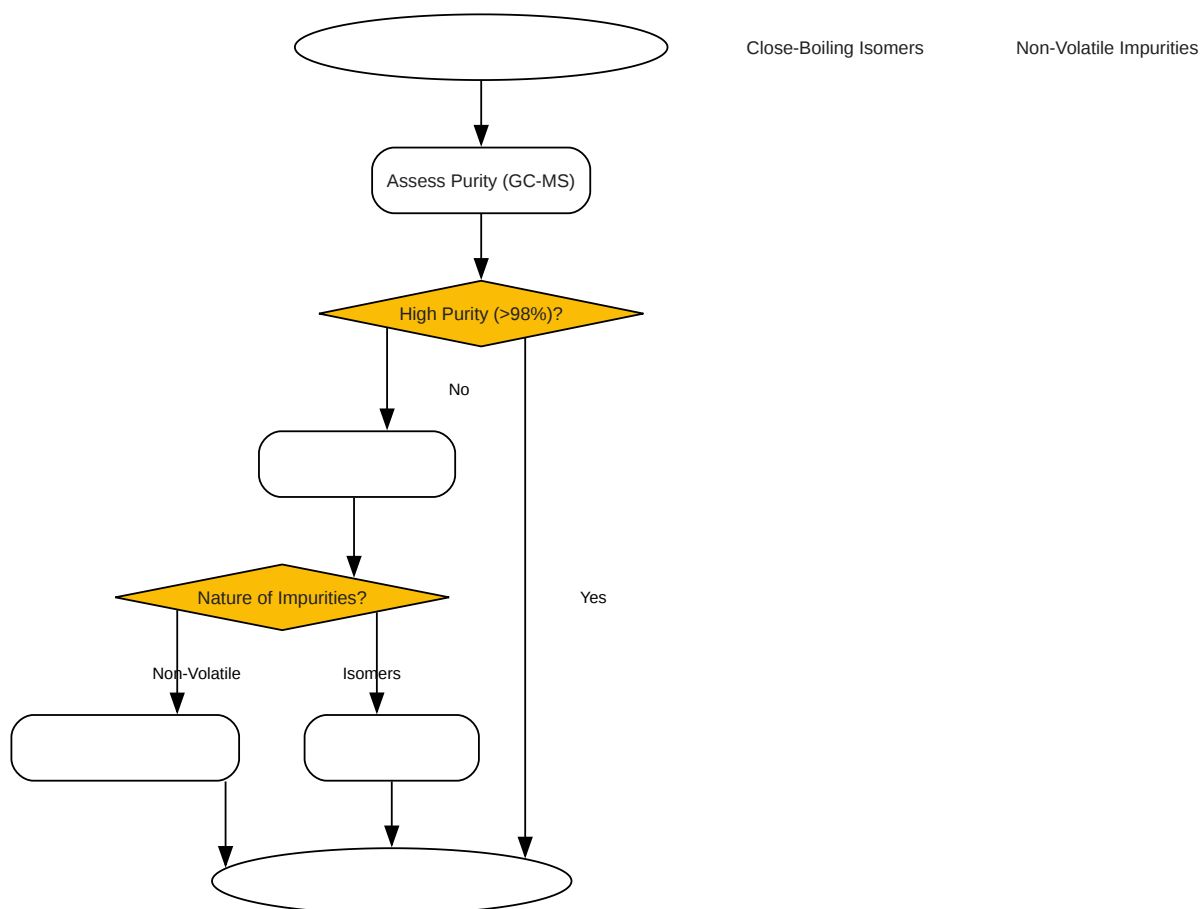 Close-Boiling Isomers
Non-Volatile Impurities
Assess Purity (GC-MS)
High Purity (>98%)?
No
Nature of Impurities?
Yes
Non-Volatile
Isomers